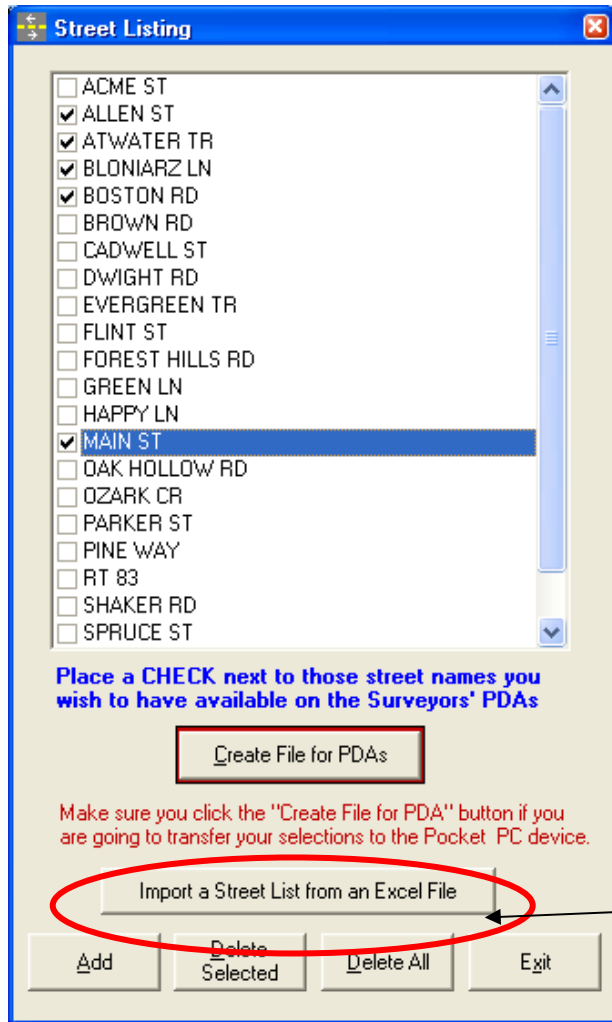 Street Listing
ACME ST
ALLEN ST
ATWATER TR
BLONIARZ LN
BOSTON RD
BROWN RD
CADWELL ST
DWIGHT RD
EVERGREEN TR
FLINT ST
FOREST HILLS RD
GREEN LN
HAPPY LN
MAIN ST
OAK HOLLOW RD
OZARK CR
PARKER ST
PINE WAY
RT 83
SHAKER RD
SPRUCE ST
Place a CHECK next to those street names you
wish to have available on the Surveyors' PDAs
Create File for PDAs
Make sure you click the "Create File for PDA" button if you
are going to transfer your selections to the Pocket PC device.
Import a Street List from an Excel File
Add
Delete
Selected
Delete All
Exit